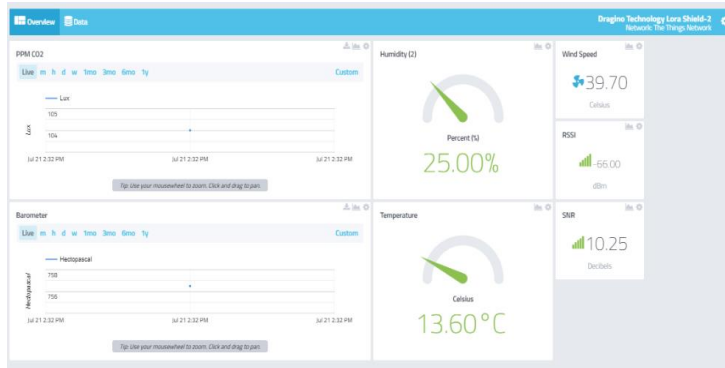 Overview Data
Dragino Technology Lora Shield-2
Network: The Things Network
PPM CO2
Live m h d w 1mo 3mo 6mo 1y Custom
Lux
105
Lux
104
Jul 21 2:32 PM Jul 21 2:32 PM Jul 21 2:32 PM
Tip: Use your mousewheel to zoom. Click and drag to pan.
Humidity (2)
Percent (%)
25.00%
Wind Speed
39.70
Celsius
RSSI
-66.00
dBm
Barometer
Live m h d w 1mo 3mo 6mo 1y Custom
Hectopascal
758
Hectopascal
756
Jul 21 2:32 PM Jul 21 2:32 PM Jul 21 2:32 PM
Tip: Use your mousewheel to zoom. Click and drag to pan.
Temperature
Celsius
13.60°C
SNR
10.25
Decibels